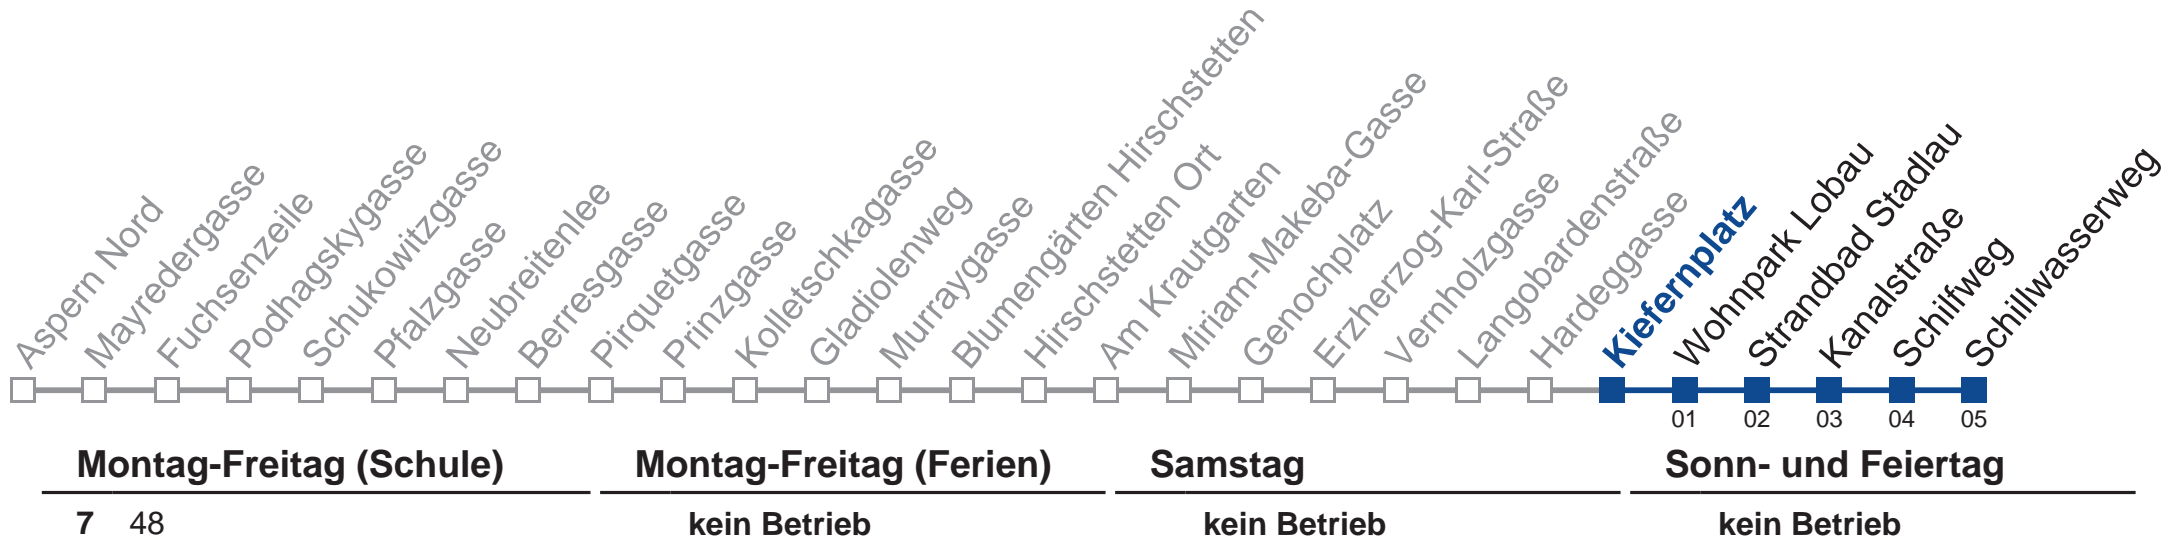 Aspern Nord
Mayredergasse
Fuchsenzeile
Podhagskygasse
Schukowitzgasse
Pfalzgasse
Neubreitenlee
Berresgasse
Pirquetgasse
Prinzgasse
Kolletschkagasse
Gladiolenweg
Murraygasse
Blumengärten Hirschstetten
Hirschstetten Ort
Am Krautgarten
Miriam-Makeba-Gasse
Genochplatz
Erzherzog-Karl-Straße
Vernholzgasse
Langobardenstraße
Hardeggasse
Kiefernplatz
Wohnpark Lobau
Strandbad Stadlau
Kanalstraße
Schilfweg
Schillwasserweg
01 02 03 04 05
Montag-Freitag (Schule) Montag-Freitag (Ferien) Samstag Sonn- und Feiertag
7 48 kein Betrieb kein Betrieb kein Betrieb